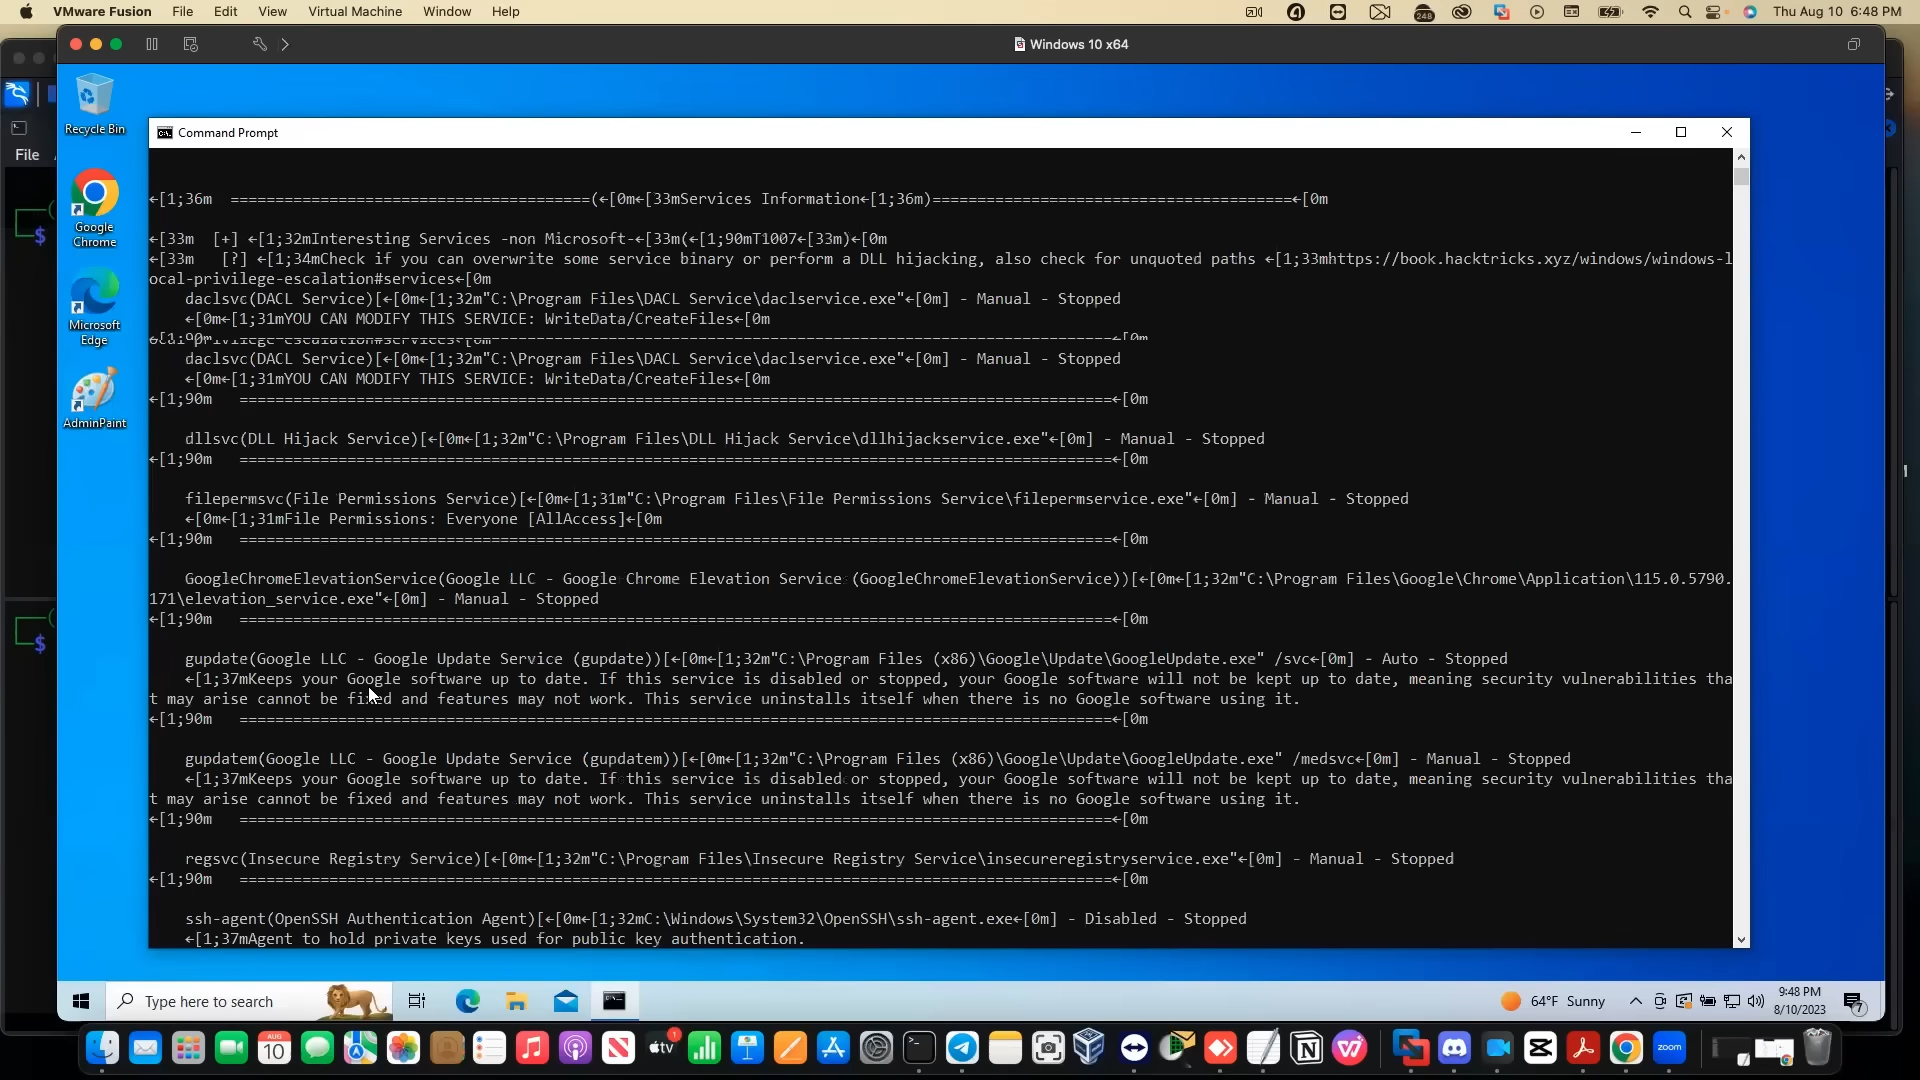 VMware Fusion File Edit View Virtual Machine Window Help 248 Thu Aug 10 6:48 PM
Windows 10 x64
Recycle Bin
File
Google Chrome
Microsoft Edge
AdminPaint
$
$
Command Prompt
←[1;36m ========================================(←[0m←[33mServices Information←[1;36m)========================================←[0m
←[33m [+] ←[1;32mInteresting Services -non Microsoft-←[33m(←[1;90mT1007←[33m)←[0m
←[33m [?] ←[1;34mCheck if you can overwrite some service binary or perform a DLL hijacking, also check for unquoted paths ←[1;33mhttps://book.hacktricks.xyz/windows/windows-l
ocal-privilege-escalation#services←[0m
daclsvc(DACL Service)[←[0m←[1;32m"C:\Program Files\DACL Service\daclservice.exe"←[0m] - Manual - Stopped
←[0m←[1;31mYOU CAN MODIFY THIS SERVICE: WriteData/CreateFiles←[0m
daclsvc(DACL Service)[←[0m←[1;32m"C:\Program Files\DACL Service\daclservice.exe"←[0m] - Manual - Stopped
←[0m←[1;31mYOU CAN MODIFY THIS SERVICE: WriteData/CreateFiles←[0m
←[1;90m =================================================================================================←[0m
dllsvc(DLL Hijack Service)[←[0m←[1;32m"C:\Program Files\DLL Hijack Service\dllhijackservice.exe"←[0m] - Manual - Stopped
←[1;90m =================================================================================================←[0m
filepermsvc(File Permissions Service)[←[0m←[1;31m"C:\Program Files\File Permissions Service\filepermservice.exe"←[0m] - Manual - Stopped
←[0m←[1;31mFile Permissions: Everyone [AllAccess]←[0m
←[1;90m =================================================================================================←[0m
GoogleChromeElevationService(Google LLC - Google Chrome Elevation Service (GoogleChromeElevationService))[←[0m←[1;32m"C:\Program Files\Google\Chrome\Application\115.0.5790.
171\elevation_service.exe"←[0m] - Manual - Stopped
←[1;90m =================================================================================================←[0m
gupdate(Google LLC - Google Update Service (gupdate))[←[0m←[1;32m"C:\Program Files (x86)\Google\Update\GoogleUpdate.exe" /svc←[0m] - Auto - Stopped
←[1;37mKeeps your Google software up to date. If this service is disabled or stopped, your Google software will not be kept up to date, meaning security vulnerabilities tha
t may arise cannot be fixed and features may not work. This service uninstalls itself when there is no Google software using it.
←[1;90m =================================================================================================←[0m
gupdatem(Google LLC - Google Update Service (gupdatem))[←[0m←[1;32m"C:\Program Files (x86)\Google\Update\GoogleUpdate.exe" /medsvc←[0m] - Manual - Stopped
←[1;37mKeeps your Google software up to date. If this service is disabled or stopped, your Google software will not be kept up to date, meaning security vulnerabilities tha
t may arise cannot be fixed and features may not work. This service uninstalls itself when there is no Google software using it.
←[1;90m =================================================================================================←[0m
regsvc(Insecure Registry Service)[←[0m←[1;32m"C:\Program Files\Insecure Registry Service\insecureregistryservice.exe"←[0m] - Manual - Stopped
←[1;90m =================================================================================================←[0m
ssh-agent(OpenSSH Authentication Agent)[←[0m←[1;32mC:\Windows\System32\OpenSSH\ssh-agent.exe←[0m] - Disabled - Stopped
←[1;37mAgent to hold private keys used for public key authentication.
Type here to search 64°F Sunny 9:48 PM
8/10/2023 7
AUG 10 tv 1 zoom